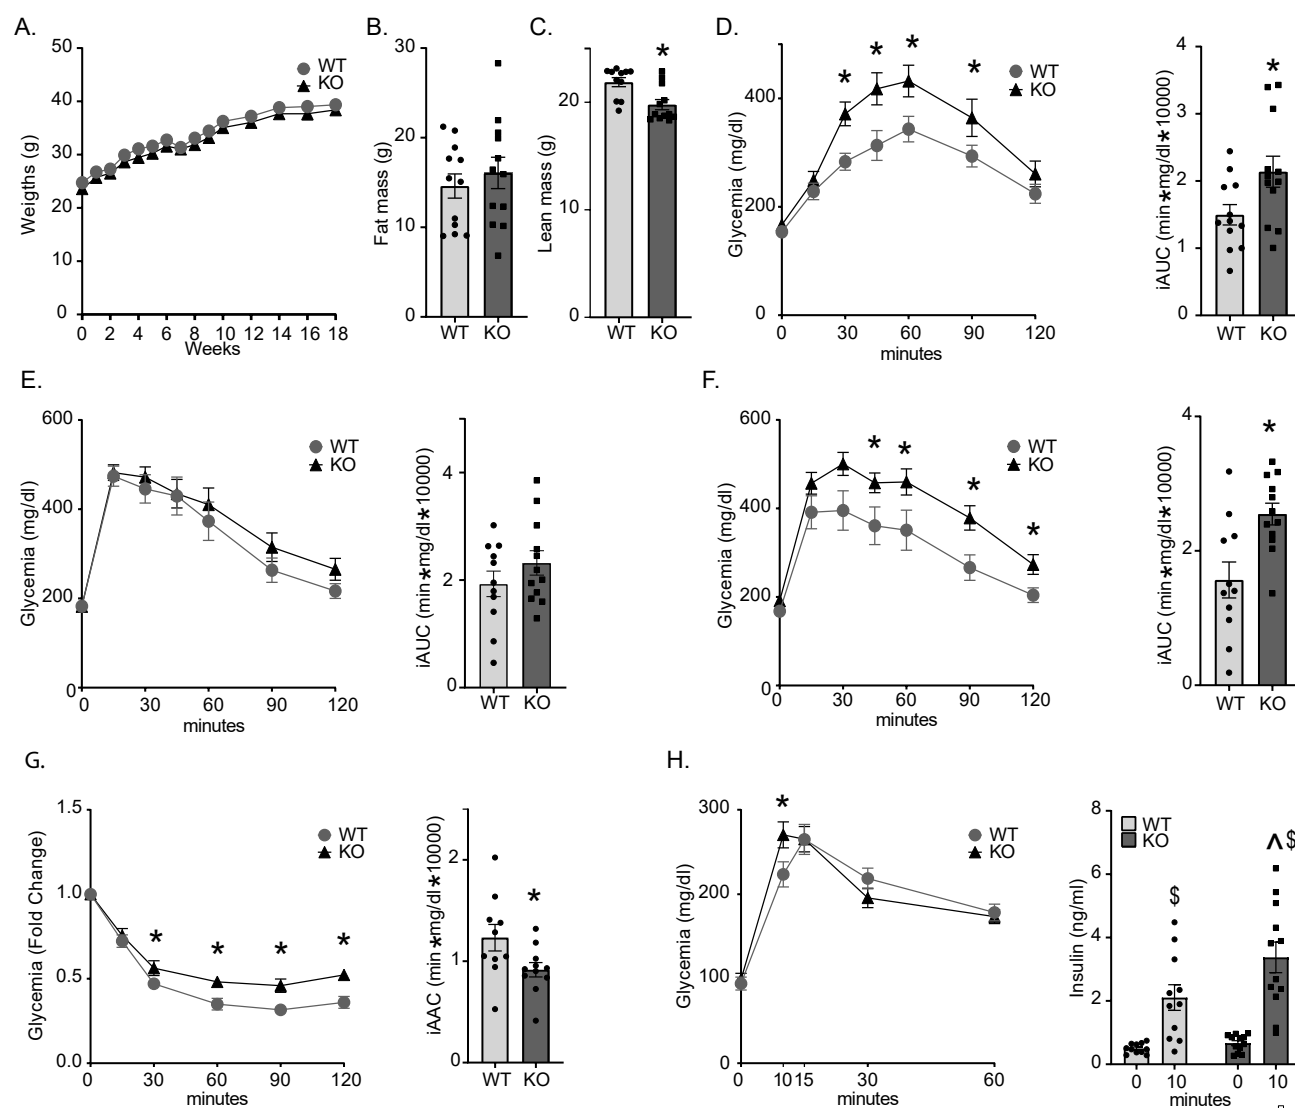 A.
50
40
30
20
10
0
Weigths (g)
WT
KO
0 2 4 6 8 10 12 14 16 18
Weeks
B.
30
20
10
0
Fat mass (g)
WT KO
C.
20
10
0
Lean mass (g)
*
WT KO
D.
400
200
0
Glycemia (mg/dl)
* * * *
WT
KO
0 30 60 90 120
minutes
4
3
2
1
0
iAUC (min*mg/dl*10000)
*
WT KO
E.
600
400
200
0
Glycemia (mg/dl)
WT
KO
0 30 60 90 120
minutes
4
2
0
iAUC (min*mg/dl*10000)
WT KO
F.
600
400
200
0
Glycemia (mg/dl)
* * * *
WT
KO
0 30 60 90 120
minutes
4
2
0
iAUC (min*mg/dl*10000)
*
WT KO
G.
1.5
1.0
0.5
0.0
Glycemia (Fold Change)
* * * *
WT
KO
0 30 60 90 120
minutes
2
1
0
iAAC (min*mg/dl*10000)
*
WT KO
H.
300
200
100
0
Glycemia (mg/dl)
*
WT
KO
0 10 15 30 60
minutes
8
6
4
2
0
Insulin (ng/ml)
WT
KO
$
^ $
0 10 0 10
minutes